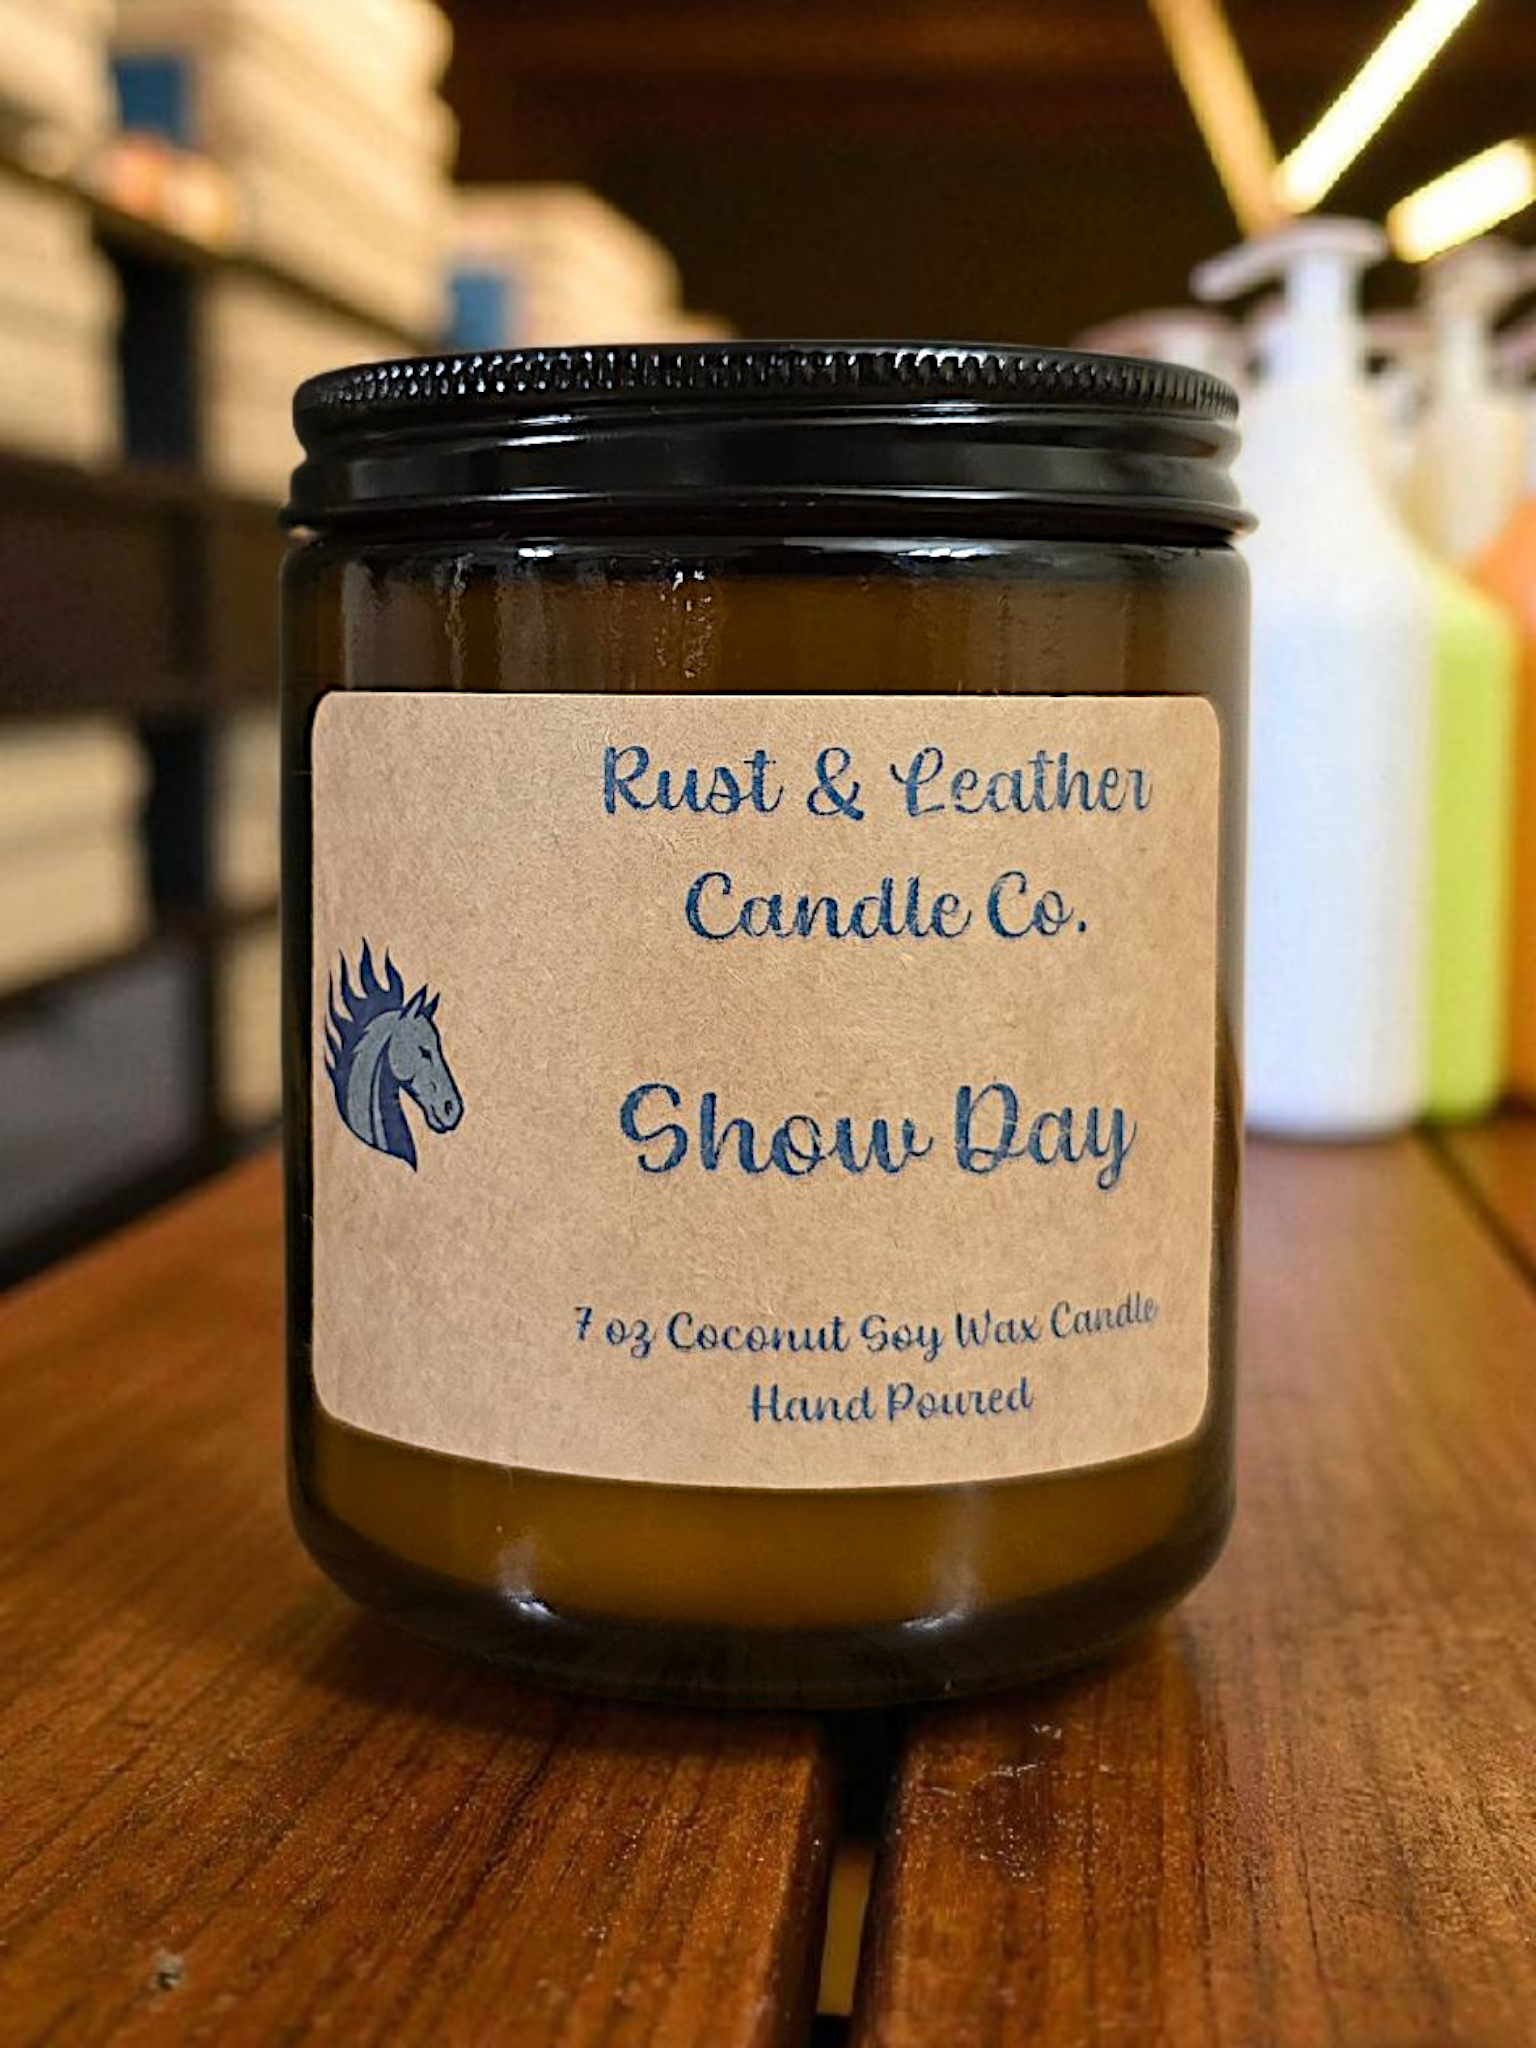 Rust & Leather
Candle Co.
Show Day
7 oz Coconut Soy Wax Candle
Hand Poured